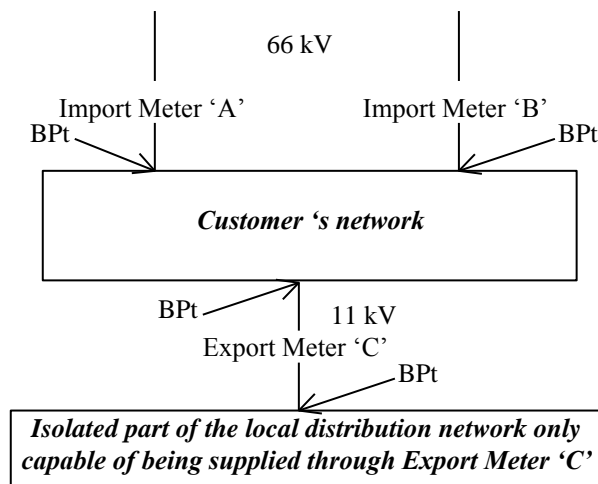 66 kV
Import Meter ‘A’
Import Meter ‘B’
BPt
BPt
Customer ‘s network
BPt
11 kV
Export Meter ‘C’
BPt
Isolated part of the local distribution network only
capable of being supplied through Export Meter ‘C’